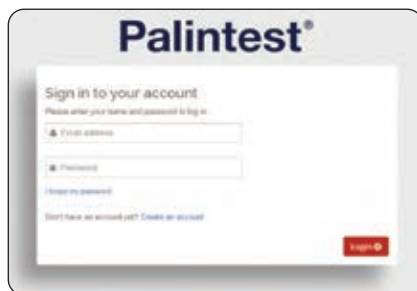 Palintest®
Sign in to your account
Please enter your name and password to log in
Email address
Password
I forgot my password
Don't have an account yet? Create an account
Login